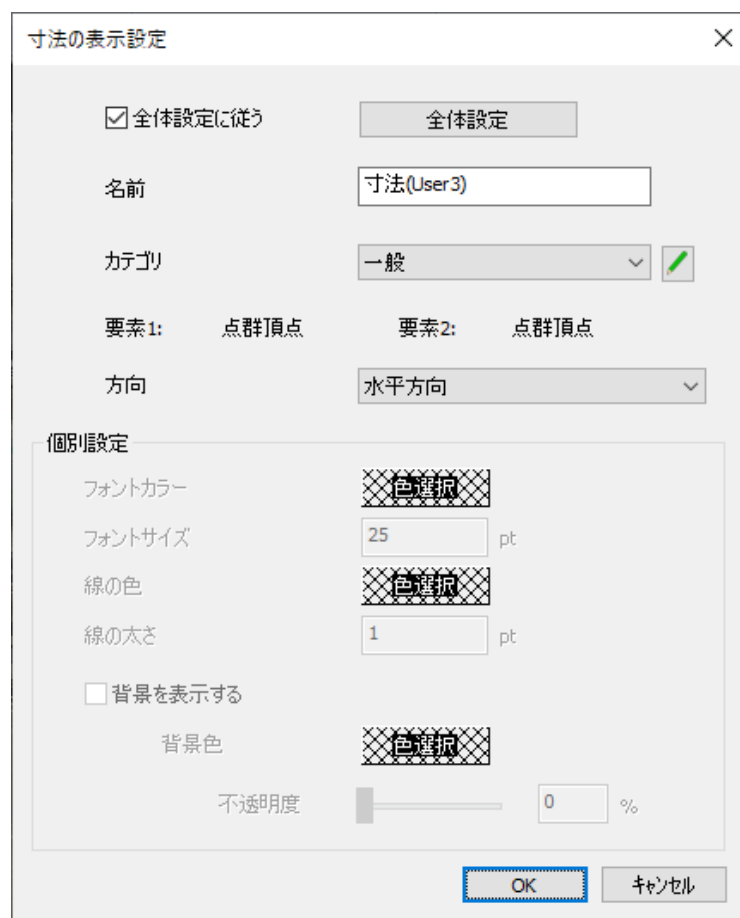 寸法の表示設定
全体設定に従う 全体設定
名前 寸法(User3)
カテゴリ 一般
要素1: 点群頂点 要素2: 点群頂点
方向 水平方向
個別設定
フォントカラー 色選択
フォントサイズ 25 pt
線の色 色選択
線の太さ 1 pt
背景を表示する
背景色 色選択
不透明度 0 %
OK キャンセル